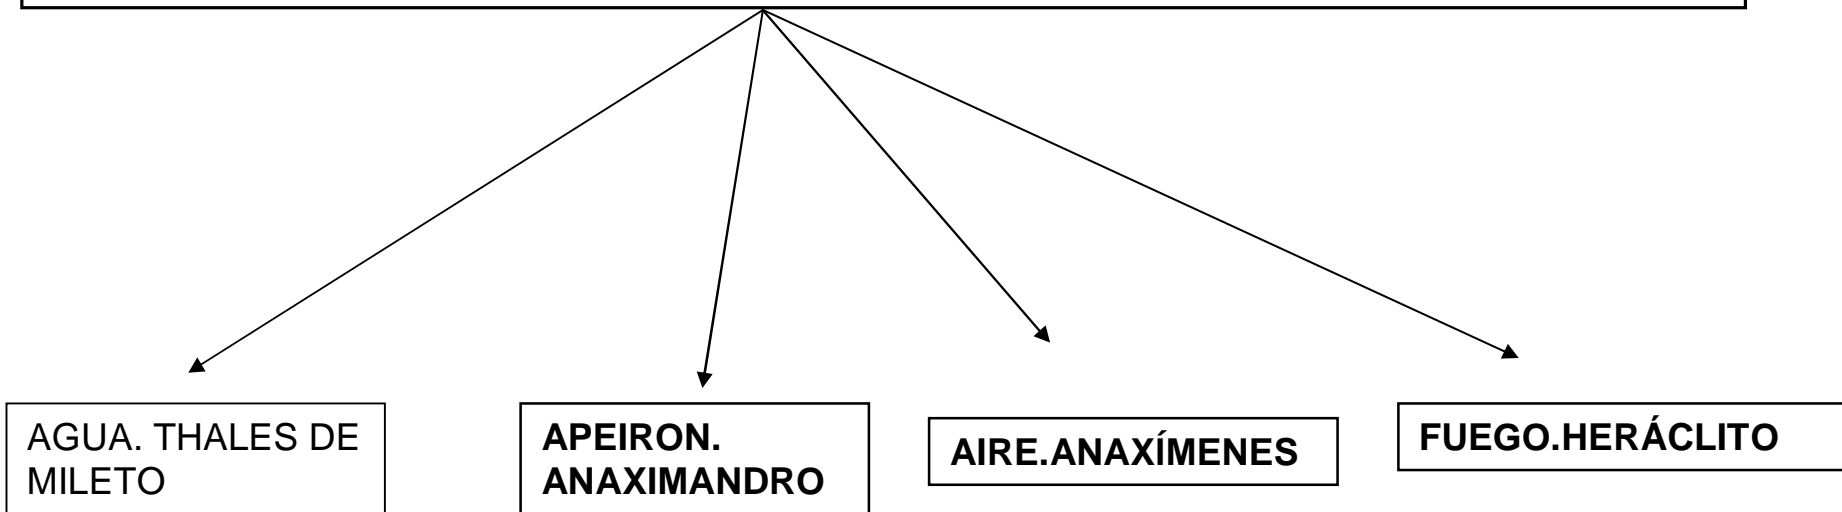 AGUA. THALES DE
MILETO
APEIRON.
ANAXIMANDRO
AIRE.ANAXÍMENES
FUEGO.HERÁCLITO